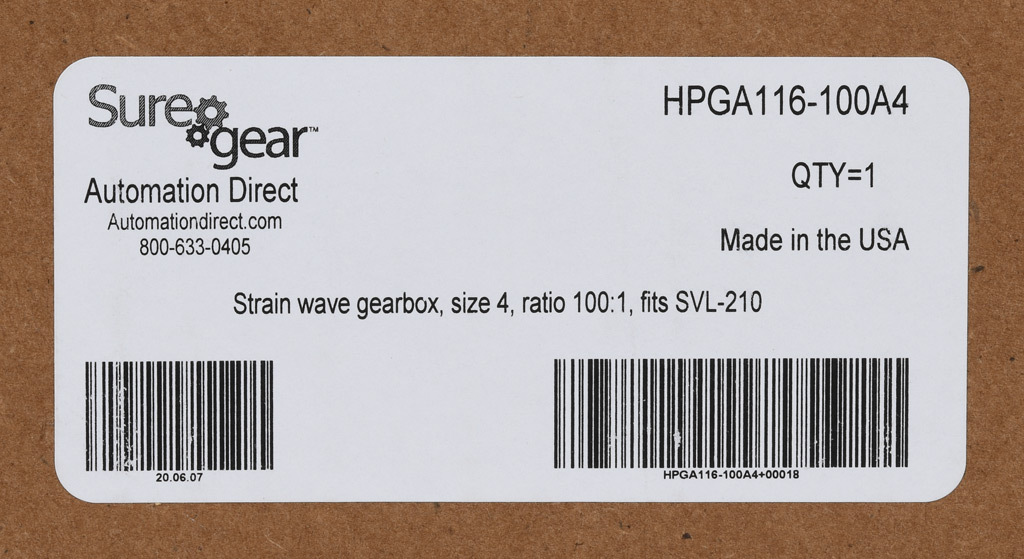 Sure
gear™
Automation Direct
Automationdirect.com
800-633-0405
HPGA116-100A4
QTY=1
Made in the USA
Strain wave gearbox, size 4, ratio 100:1, fits SVL-210
20.06.07
HPGA116-100A4+00018